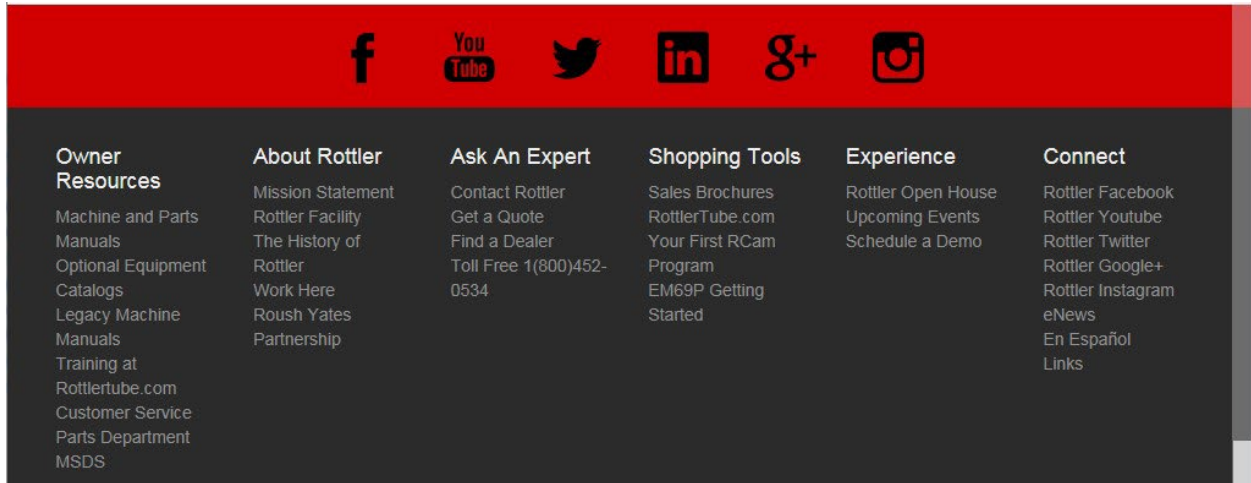 f
You
Tube
in
g+
Owner
Resources
Machine and Parts
Manuals
Optional Equipment
Catalogs
Legacy Machine
Manuals
Training at
Rottlertube.com
Customer Service
Parts Department
MSDS
About Rottler
Mission Statement
Rottler Facility
The History of
Rottler
Work Here
Roush Yates
Partnership
Ask An Expert
Contact Rottler
Get a Quote
Find a Dealer
Toll Free 1(800)452-
0534
Shopping Tools
Sales Brochures
RottlerTube.com
Your First RCam
Program
EM69P Getting
Started
Experience
Rottler Open House
Upcoming Events
Schedule a Demo
Connect
Rottler Facebook
Rottler Youtube
Rottler Twitter
Rottler Google+
Rottler Instagram
eNews
En Español
Links